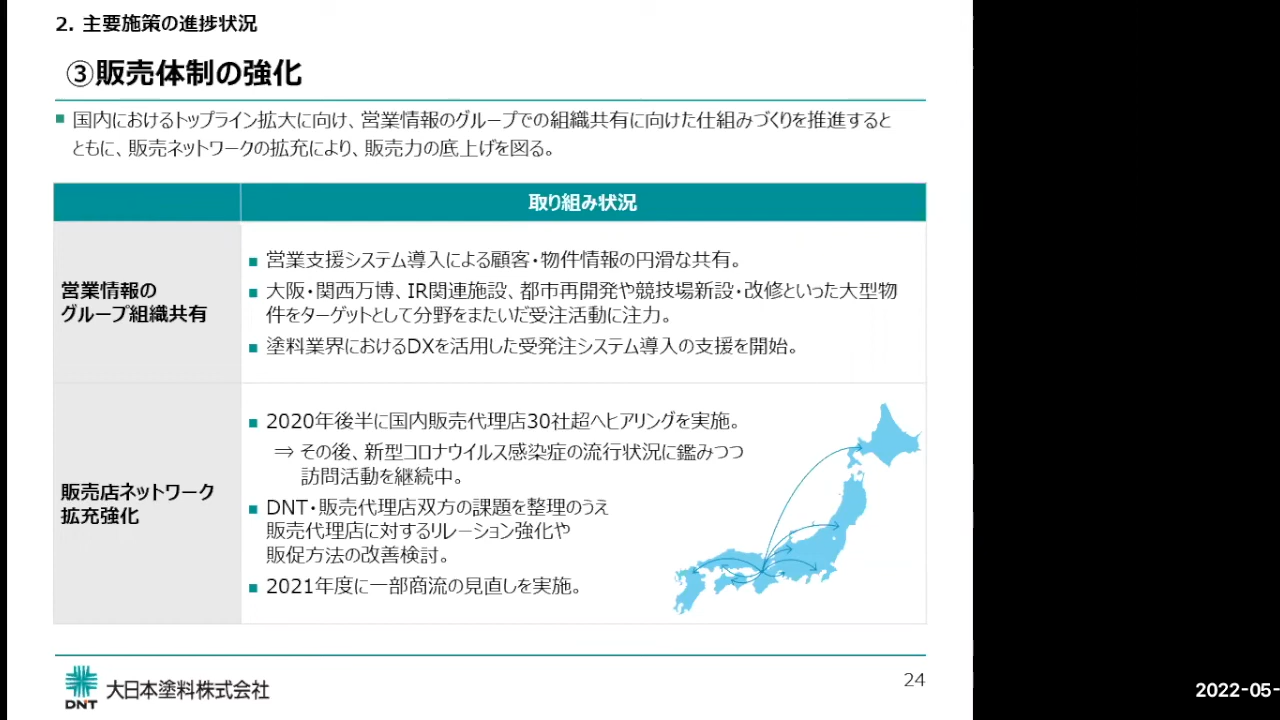 2. 主要施策の進捗状況
③販売体制の強化
■ 国内におけるトップライン拡大に向け、営業情報のグループでの組織共有に向けた仕組みづくりを推進すると
ともに、販売ネットワークの拡充により、販売力の底上げを図る。
取り組み状況
営業情報の
グループ組織共有
■ 営業支援システム導入による顧客・物件情報の円滑な共有。
■ 大阪・関西万博、IR関連施設、都市再開発や競技場新設・改修といった大型物
件をターゲットとして分野をまたいだ受注活動に注力。
■ 塗料業界におけるDXを活用した受発注システム導入の支援を開始。
販売店ネットワーク
拡充強化
■ 2020年後半に国内販売代理店30社超へヒアリングを実施。
⇒ その後、新型コロナウイルス感染症の流行状況に鑑みつつ
訪問活動を継続中。
■ DNT・販売代理店双方の課題を整理のうえ
販売代理店に対するリレーション強化や
販促方法の改善検討。
■ 2021年度に一部商流の見直しを実施。
DNT 大日本塗料株式会社
24
2022-05-